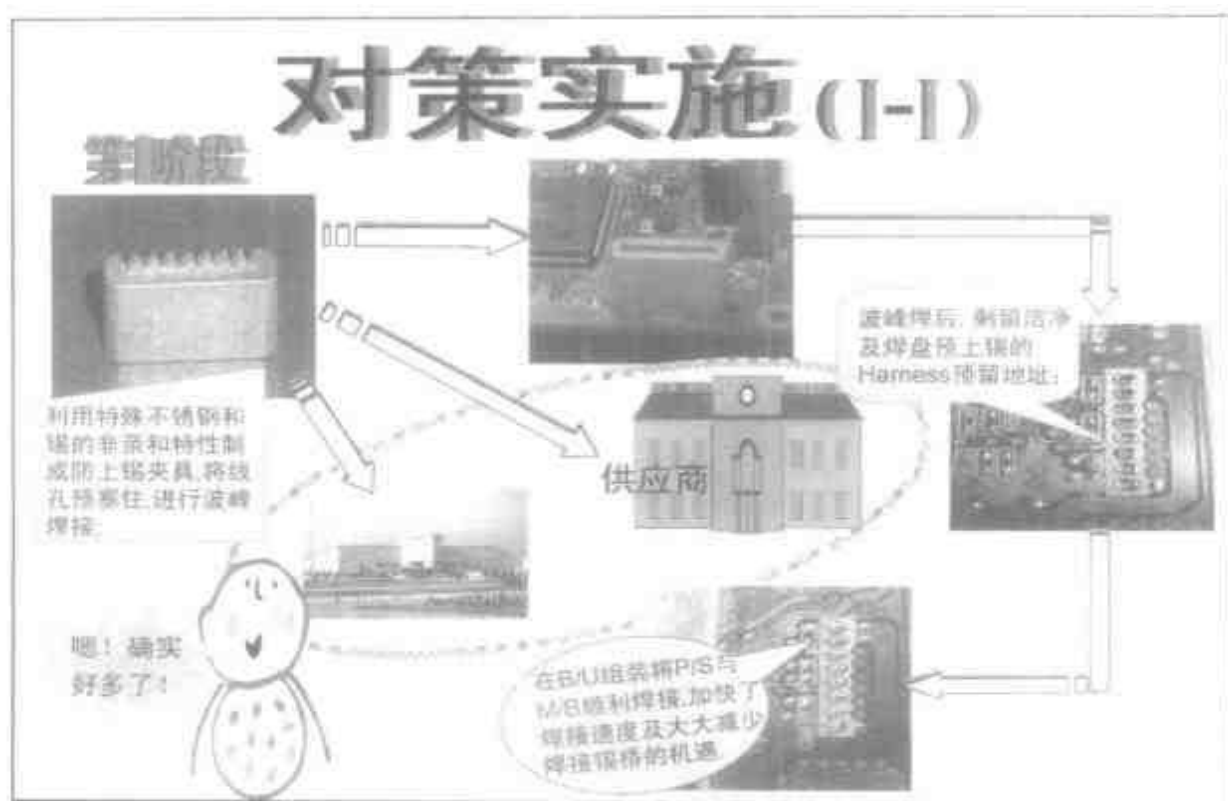 对策实施(I-I)
第I阶段
利用特殊不锈钢和
锡的非亲和特性制
成防上锡夹具,将线
孔预塞住,进行波峰
焊接;
供应商
波峰焊后, 剩留洁净
及焊盘预上锡的
Harness预留地址;
嗯!确实
好多了!
在B/U组装将P/S与
M/B顺利焊接,加快了
焊接速度及大大减少
焊接锡桥的机遇